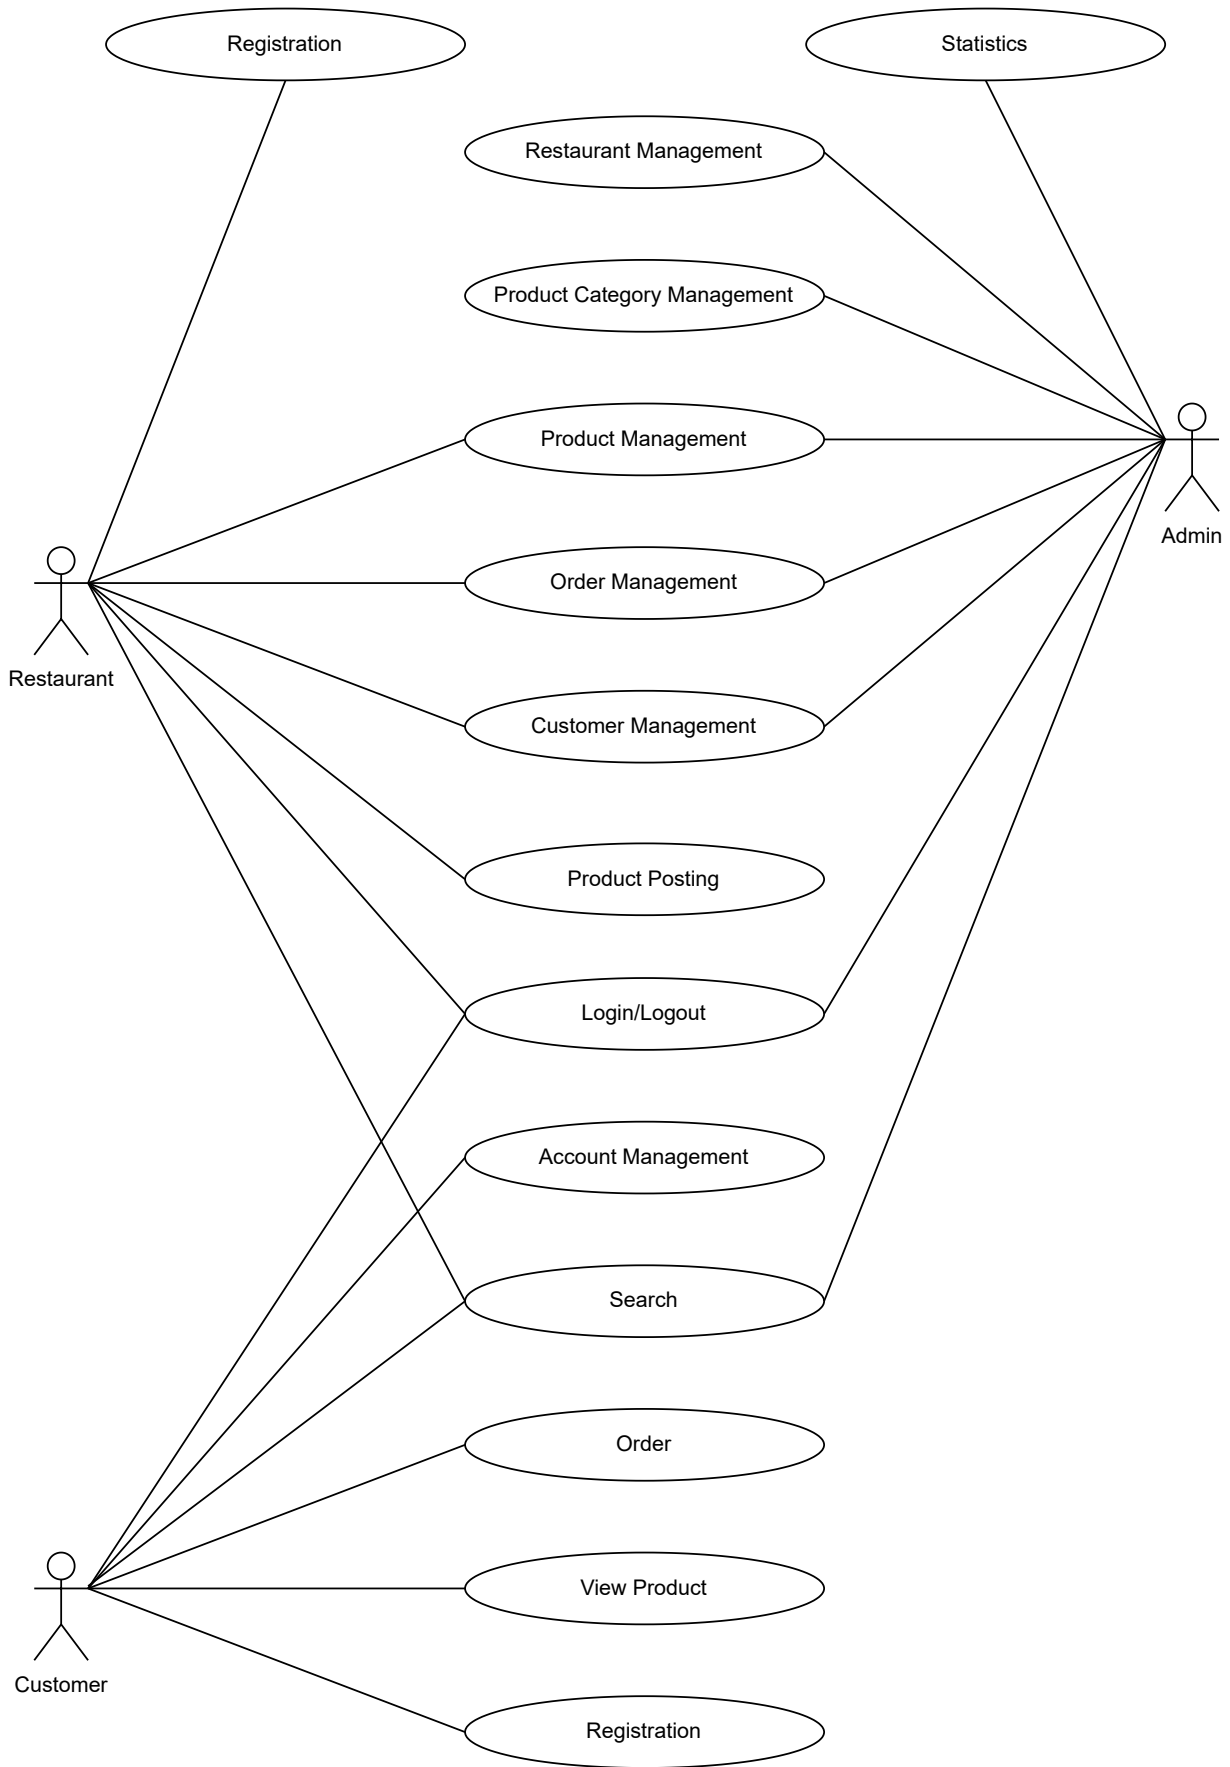 Registration
Statistics
Restaurant Management
Product Category Management
Product Management
Admin
Order Management
Restaurant
Customer Management
Product Posting
Login/Logout
Account Management
Search
Order
View Product
Customer
Registration